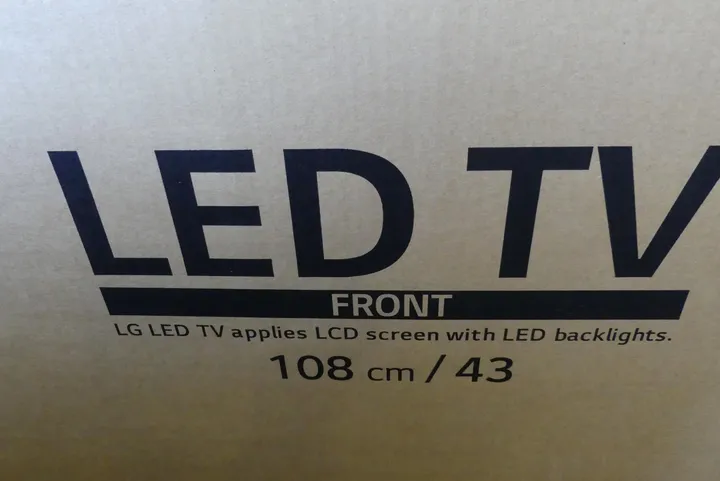 LED TV
FRONT
LG LED TV applies LCD screen with LED backlights.
108 cm / 43